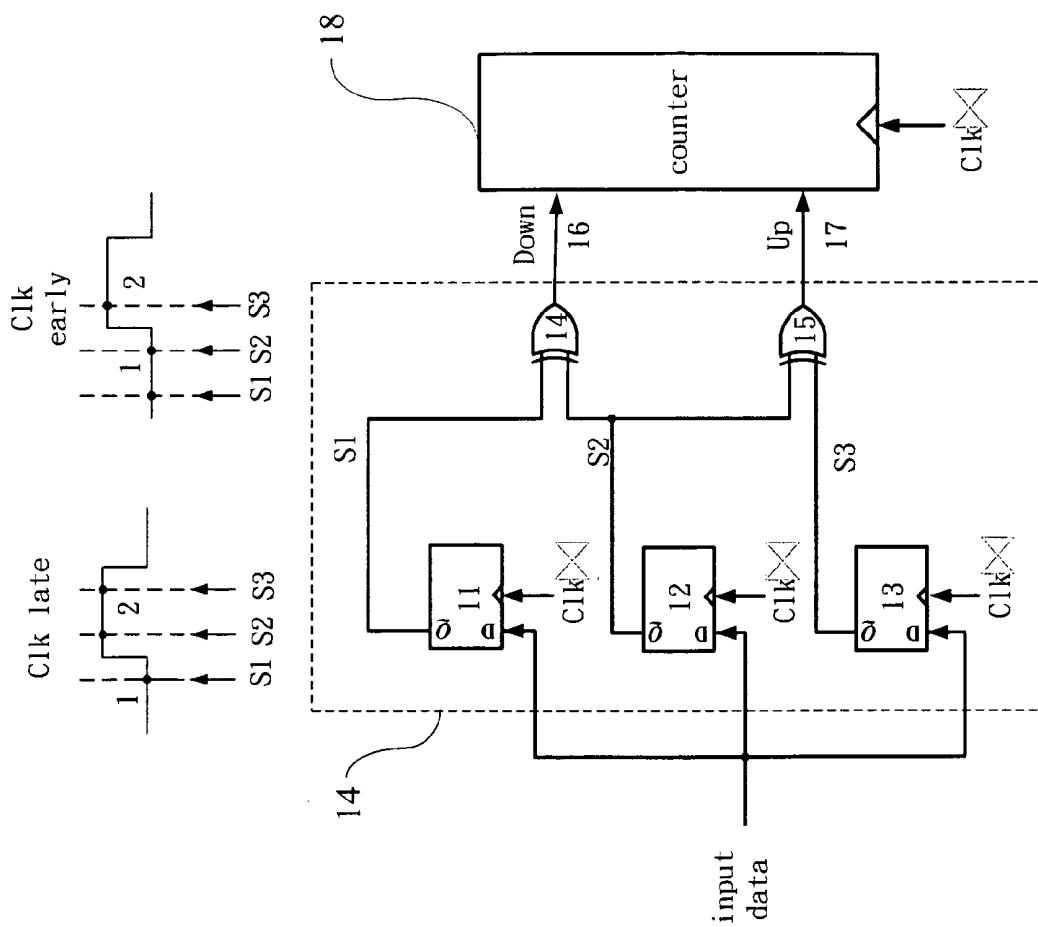 Clk late
Clk
early
1
2
1
2
S1
S2
S3
S1
S2
S3
14
18
S1
11
Q̅
D
Clk
14
Down
16
S2
12
Q̅
D
Clk
counter
input
data
15
Up
17
S3
13
Q̅
D
Clk
Clk